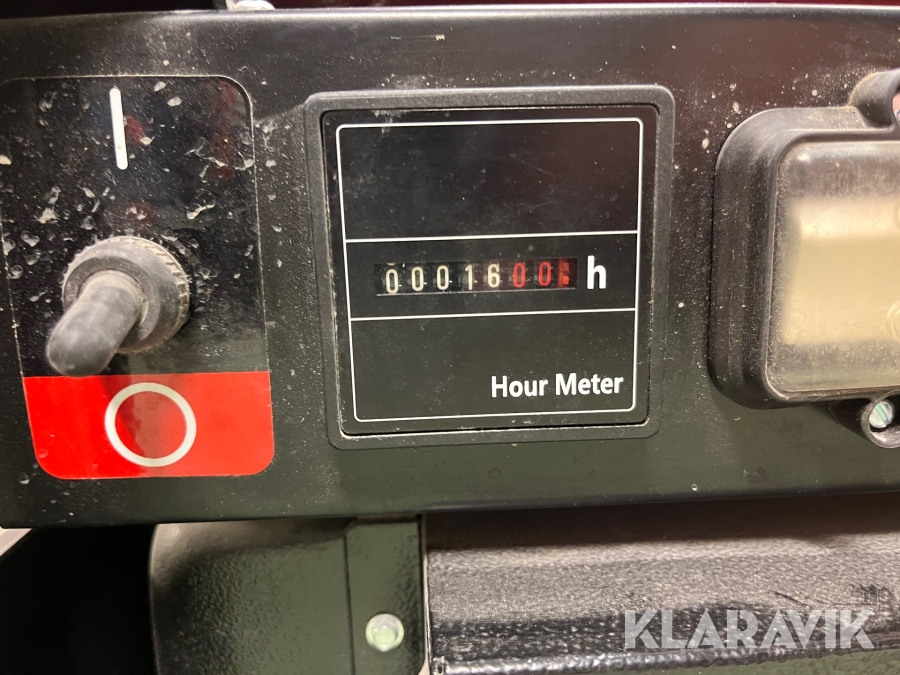 0001600 h
Hour Meter
KLARAVIK